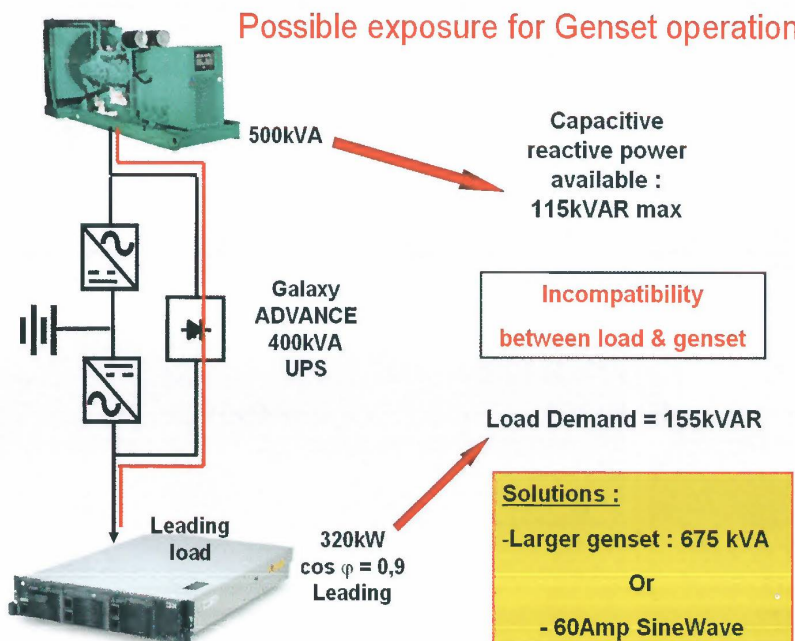 Possible exposure for Genset operation
500kVA
Capacitive
reactive power
available :
115kVAR max
Galaxy
ADVANCE
400kVA
UPS
Incompatibility
between load & genset
Load Demand = 155kVAR
Leading
load
320kW
cos φ = 0,9
Leading
Solutions :
-Larger genset : 675 kVA
Or
- 60Amp SineWave